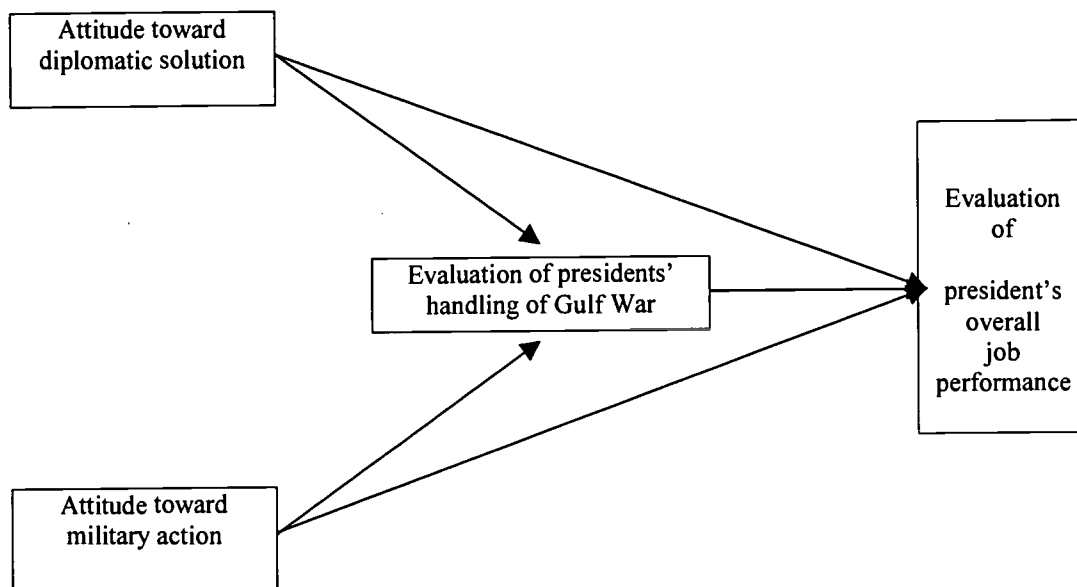 Attitude toward
diplomatic solution
Evaluation of presidents’
handling of Gulf War
Evaluation
of
president’s
overall
job
performance
Attitude toward
military action